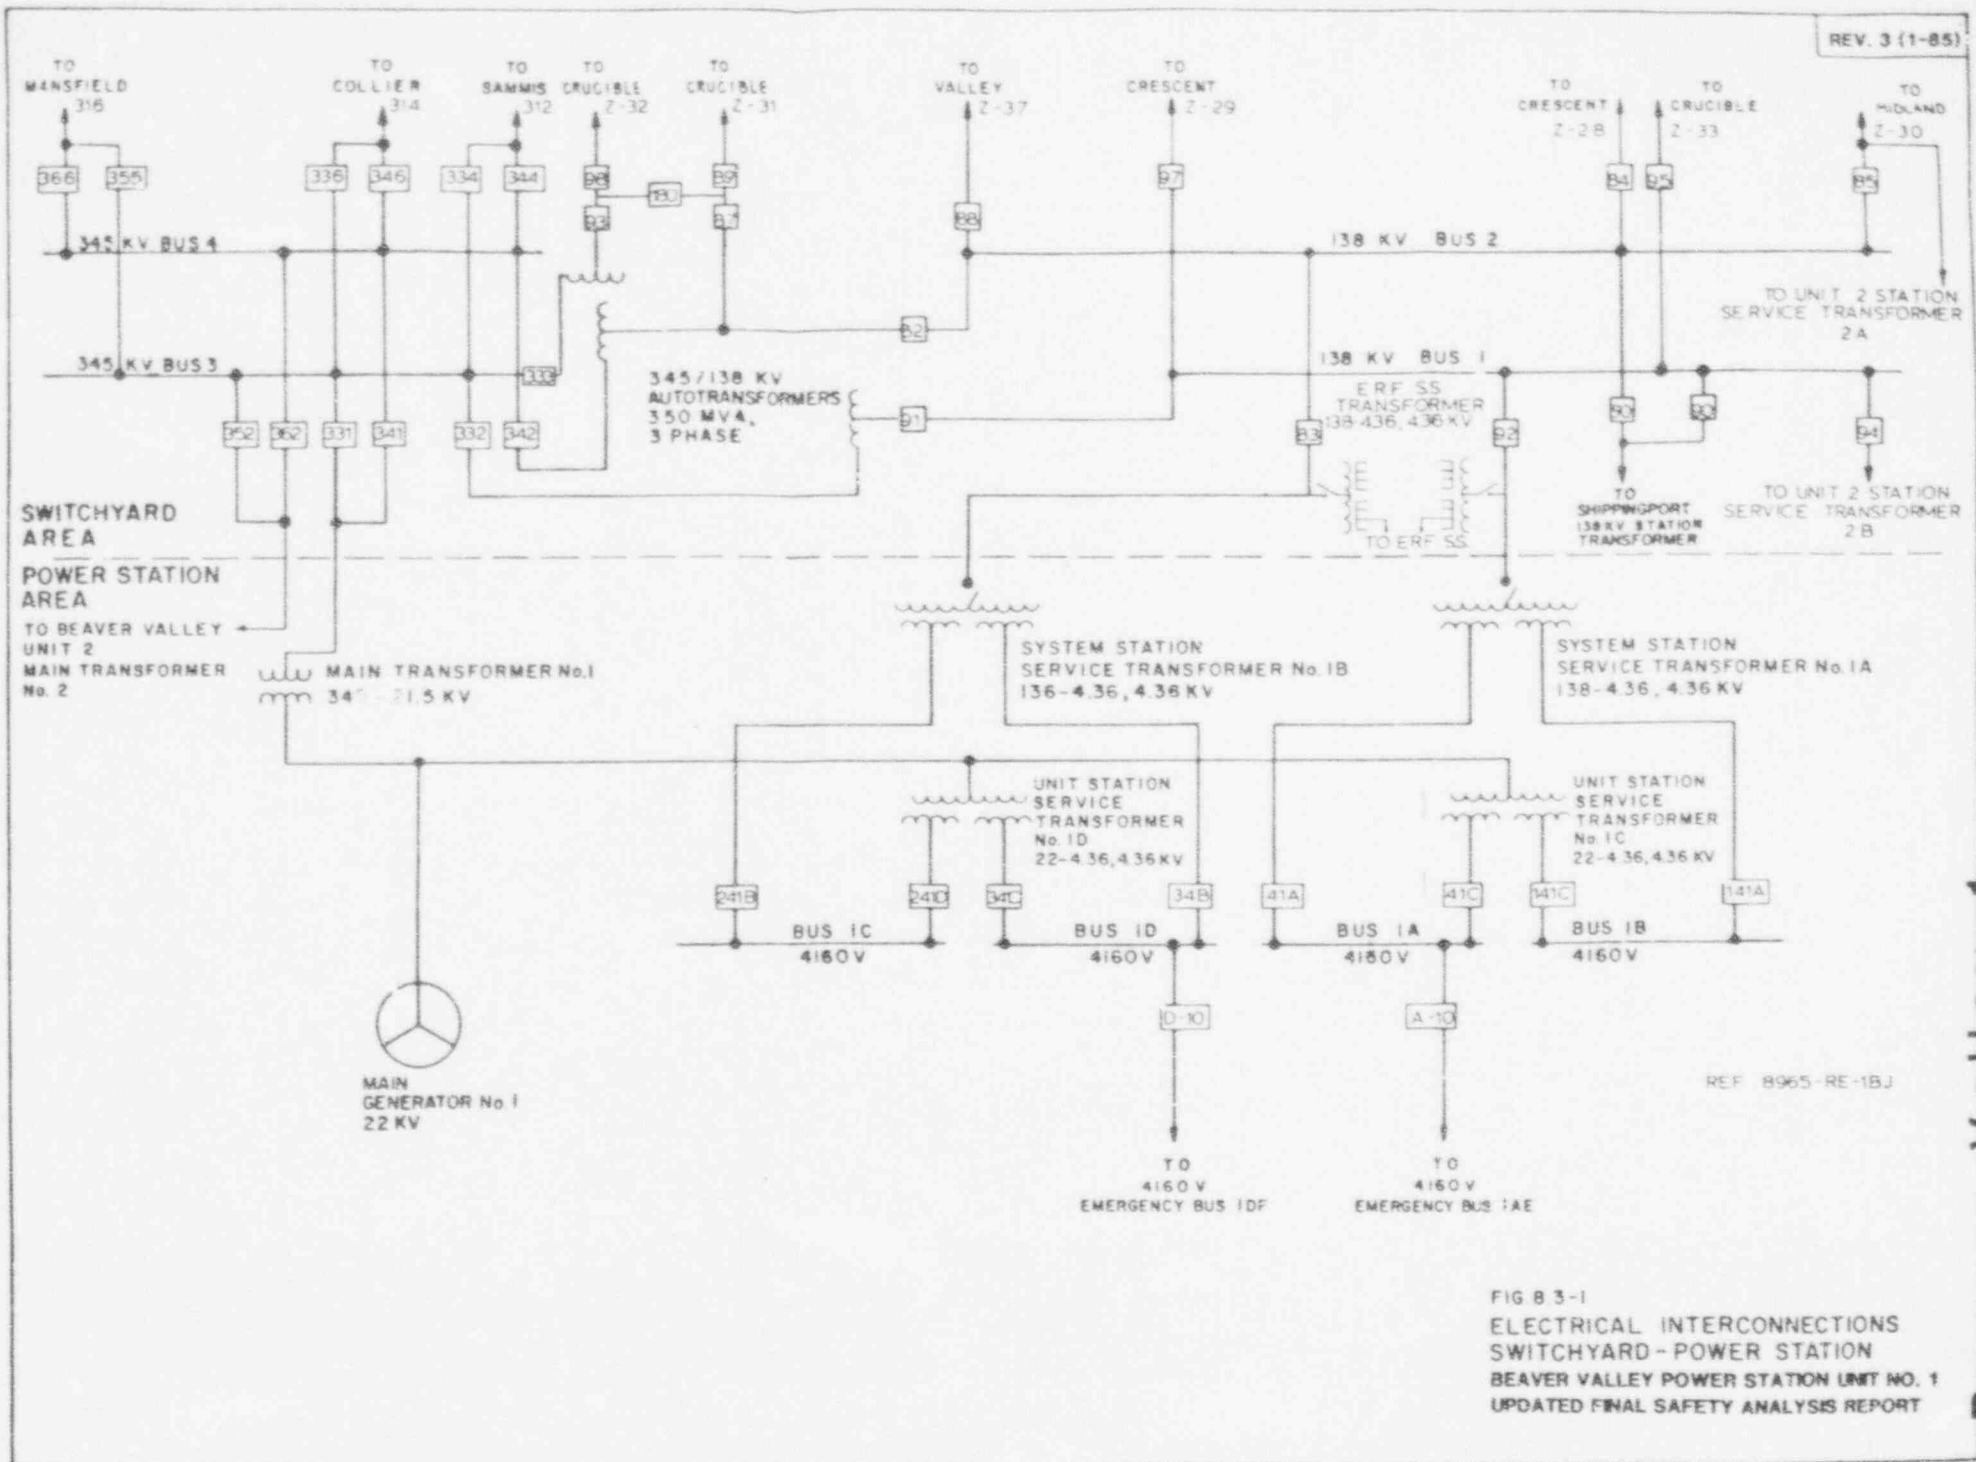 REV. 3 (1-85)
TO
MANSFIELD
316
TO
COLLIER
314
TO
SAMMIS
312
TO
CRUCIBLE
Z-32
TO
CRUCIBLE
Z-31
TO
VALLEY
Z-37
TO
CRESCENT
Z-29
TO
CRESCENT
Z-28
TO
CRUCIBLE
Z-33
TO
MIDLAND
Z-30
366
355
336
346
334
344
98
180
89
93
87
88
97
84
95
85
345 KV BUS 4
138 KV BUS 2
TO UNIT 2 STATION
SERVICE TRANSFORMER
2A
82
345 KV BUS 3
333
138 KV BUS 1
345/138 KV
AUTOTRANSFORMERS
350 MVA,
3 PHASE
ERF SS
TRANSFORMER
138-436, 436 KV
352
362
331
341
332
342
91
83
92
90
90
94
TO ERF SS
TO
SHIPPINGPORT
138KV STATION
TRANSFORMER
TO UNIT 2 STATION
SERVICE TRANSFORMER
2B
SWITCHYARD
AREA
POWER STATION
AREA
TO BEAVER VALLEY
UNIT 2
MAIN TRANSFORMER
No. 2
MAIN TRANSFORMER No.1
1.5 KV
SYSTEM STATION
SERVICE TRANSFORMER No. 1B
136-4.36, 4.36 KV
SYSTEM STATION
SERVICE TRANSFORMER No. 1A
138-4.36, 4.36 KV
UNIT STATION
SERVICE
TRANSFORMER
No. 1D
22-4.36, 4.36 KV
UNIT STATION
SERVICE
TRANSFORMER
No. 1C
22-4.36, 4.36 KV
241B
241D
34B
41A
41C
141C
141A
BUS 1C
4160V
BUS 1D
4160V
BUS 1A
4160V
BUS 1B
4160V
D-10
A-10
MAIN
GENERATOR No 1
22 KV
REF 8965-RE-1BJ
TO
4160 V
EMERGENCY BUS 1DF
TO
4160 V
EMERGENCY BUS 1AE
FIG 8.3-1
ELECTRICAL INTERCONNECTIONS
SWITCHYARD - POWER STATION
BEAVER VALLEY POWER STATION UNIT NO. 1
UPDATED FINAL SAFETY ANALYSIS REPORT